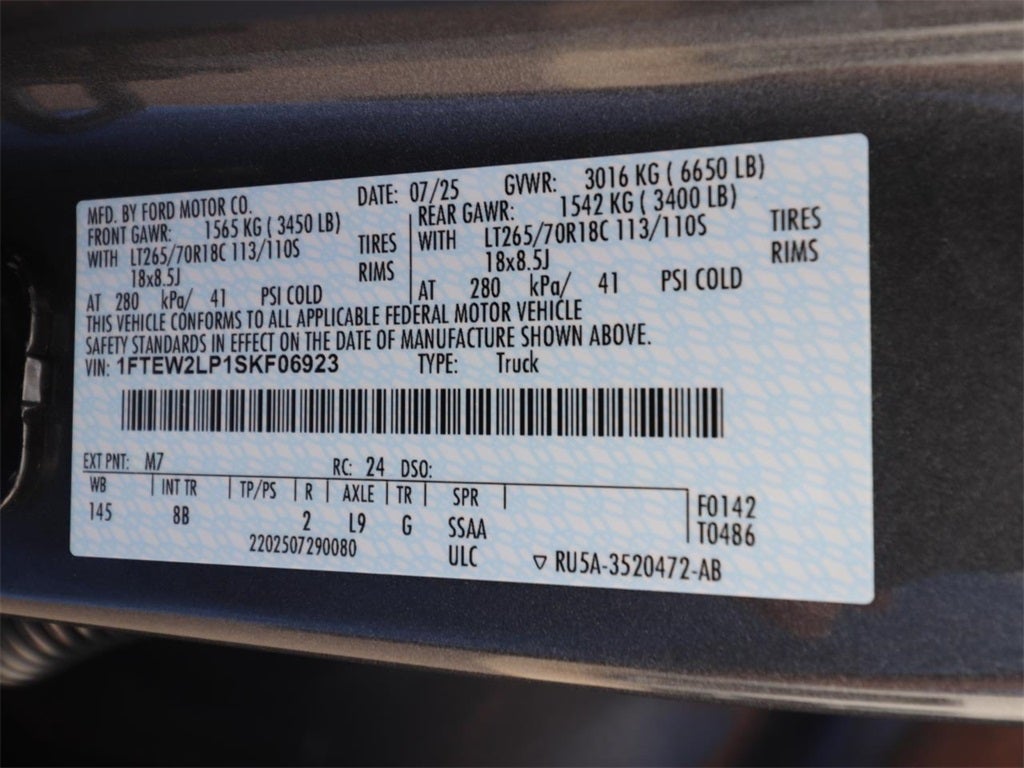 MFD. BY FORD MOTOR CO. DATE: 07/25 GVWR: 3016 KG ( 6650 LB)
FRONT GAWR: 1565 KG ( 3450 LB) REAR GAWR: 1542 KG ( 3400 LB)
WITH LT265/70R18C 113/110S TIRES WITH LT265/70R18C 113/110S TIRES
18x8.5J RIMS 18x8.5J RIMS
AT 280 kPa/ 41 PSI COLD AT 280 kPa/ 41 PSI COLD
THIS VEHICLE CONFORMS TO ALL APPLICABLE FEDERAL MOTOR VEHICLE
SAFETY STANDARDS IN EFFECT ON THE DATE OF MANUFACTURE SHOWN ABOVE.
VIN: 1FTEW2LP1SKF06923 TYPE: Truck
EXT PNT: M7 RC: 24 DSO:
WB INT TR TP/PS R AXLE TR SPR F0142
145 8B 2 L9 G SSAA T0486
2202507290080 ULC ▽ RU5A-3520472-AB